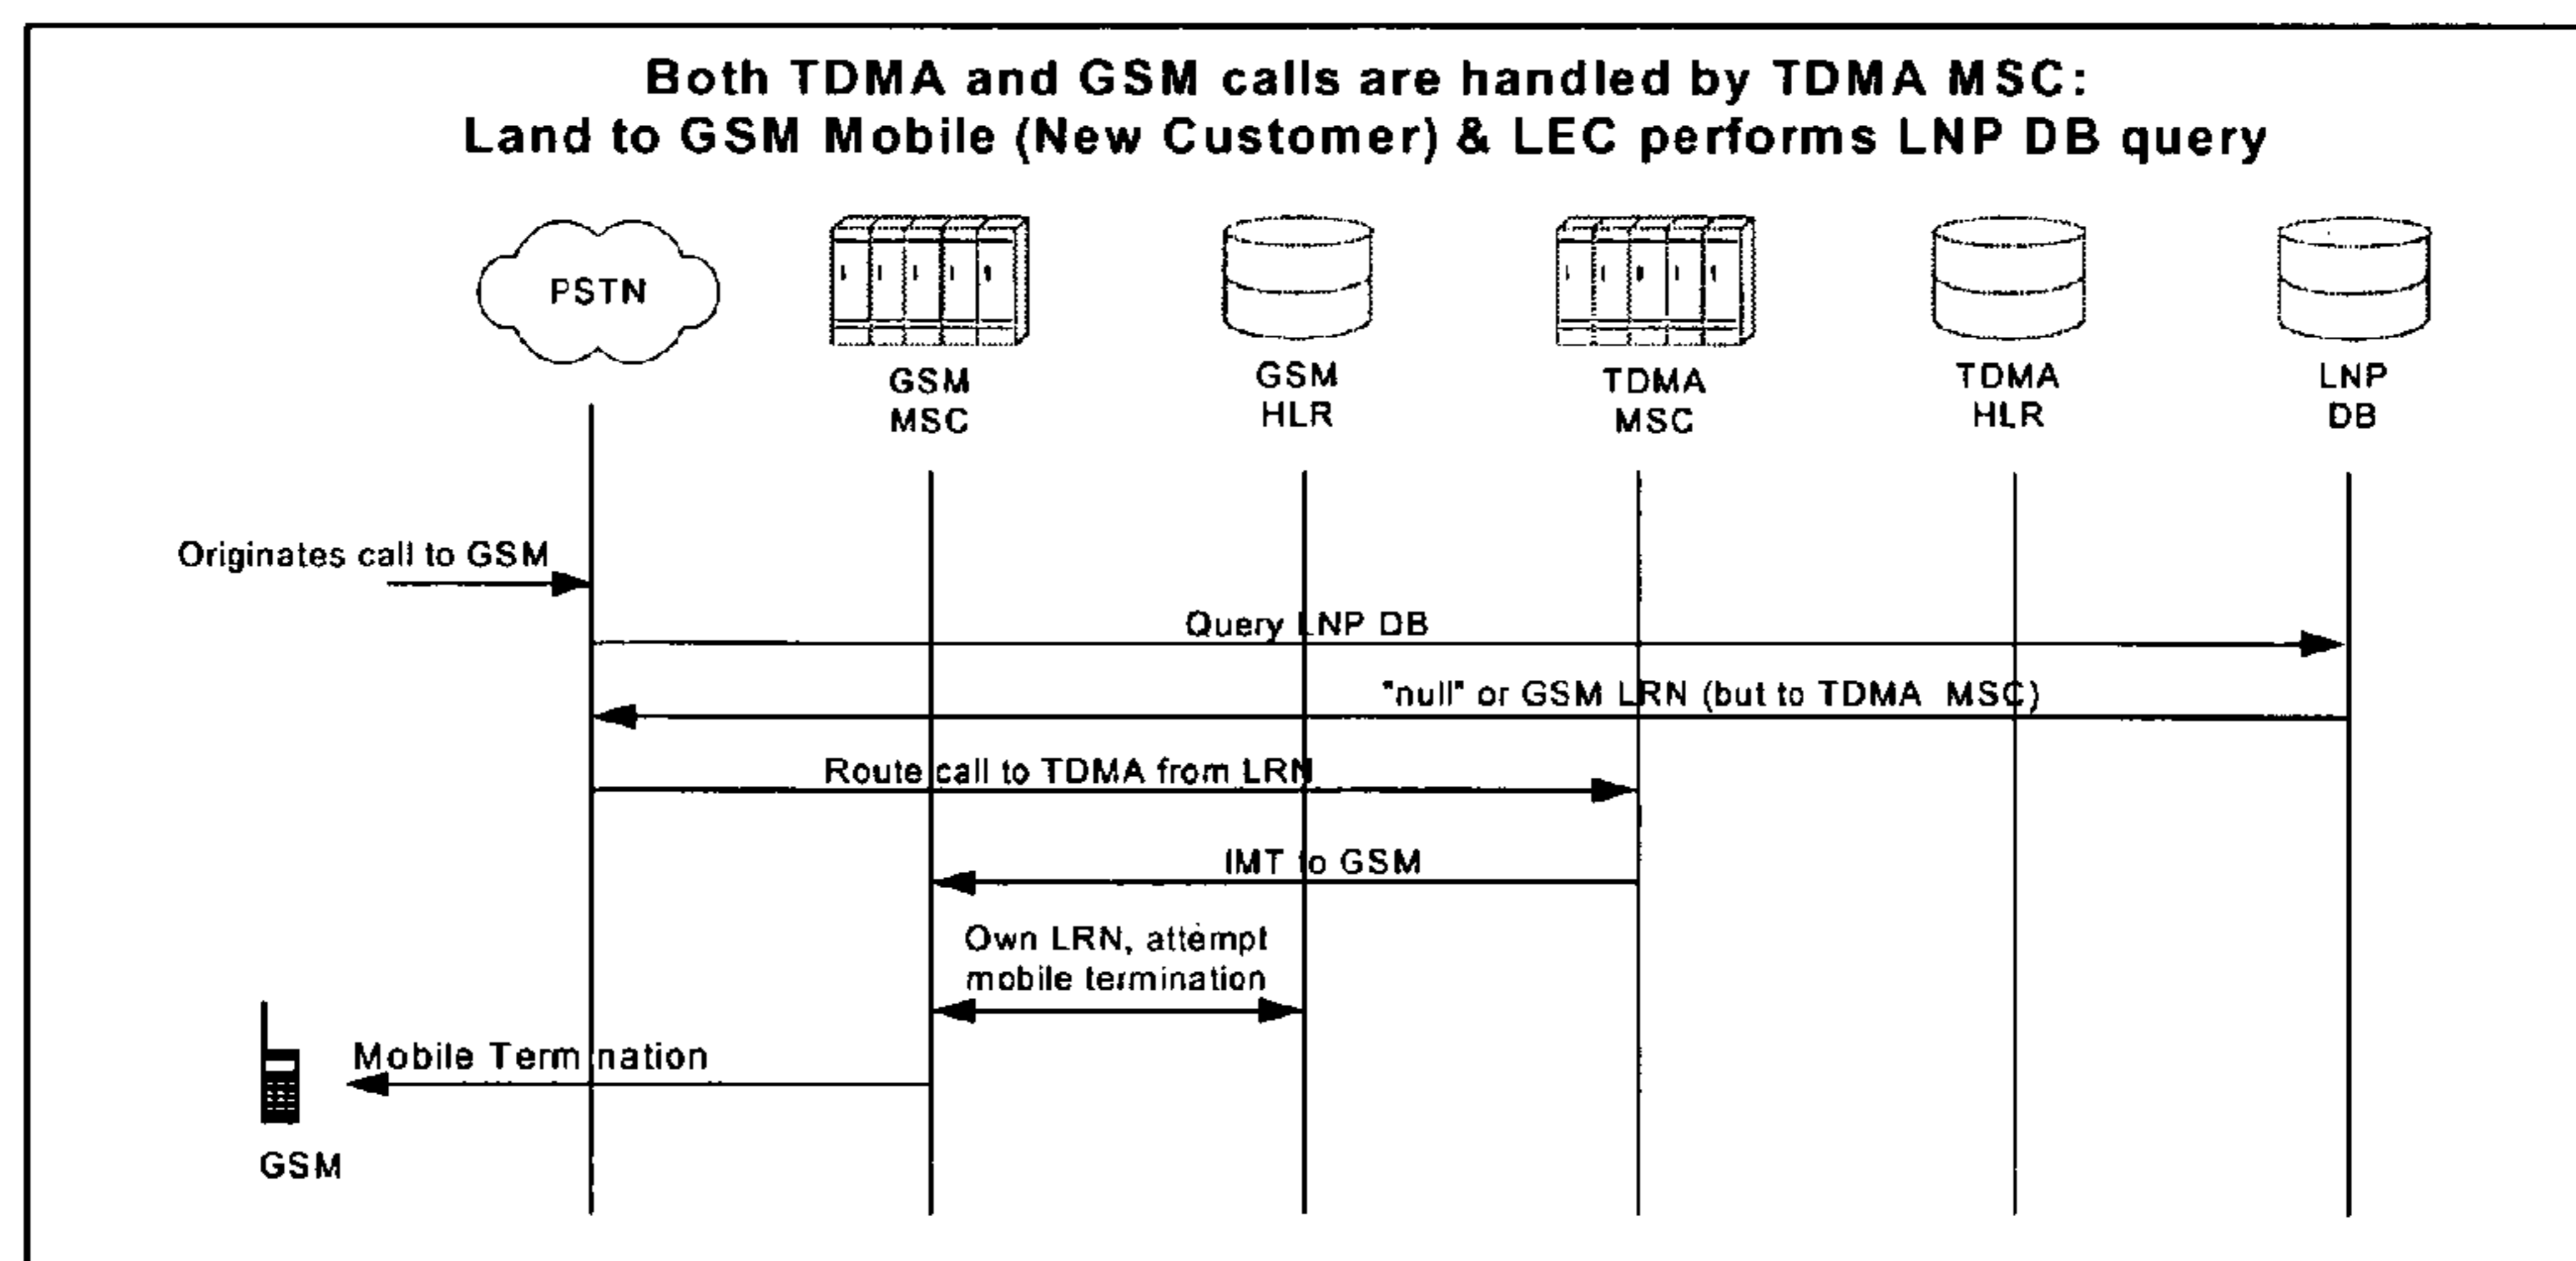 Both TDMA and GSM calls are handled by TDMA MSC:
Land to GSM Mobile (New Customer) & LEC performs LNP DB query
PSTN
GSM
MSC
GSM
HLR
TDMA
MSC
TDMA
HLR
LNP
DB
Originates call to GSM
Query LNP DB
"null" or GSM LRN (but to TDMA MSC)
Route call to TDMA from LRN
IMT to GSM
Own LRN, attempt
mobile termination
Mobile Termination
GSM